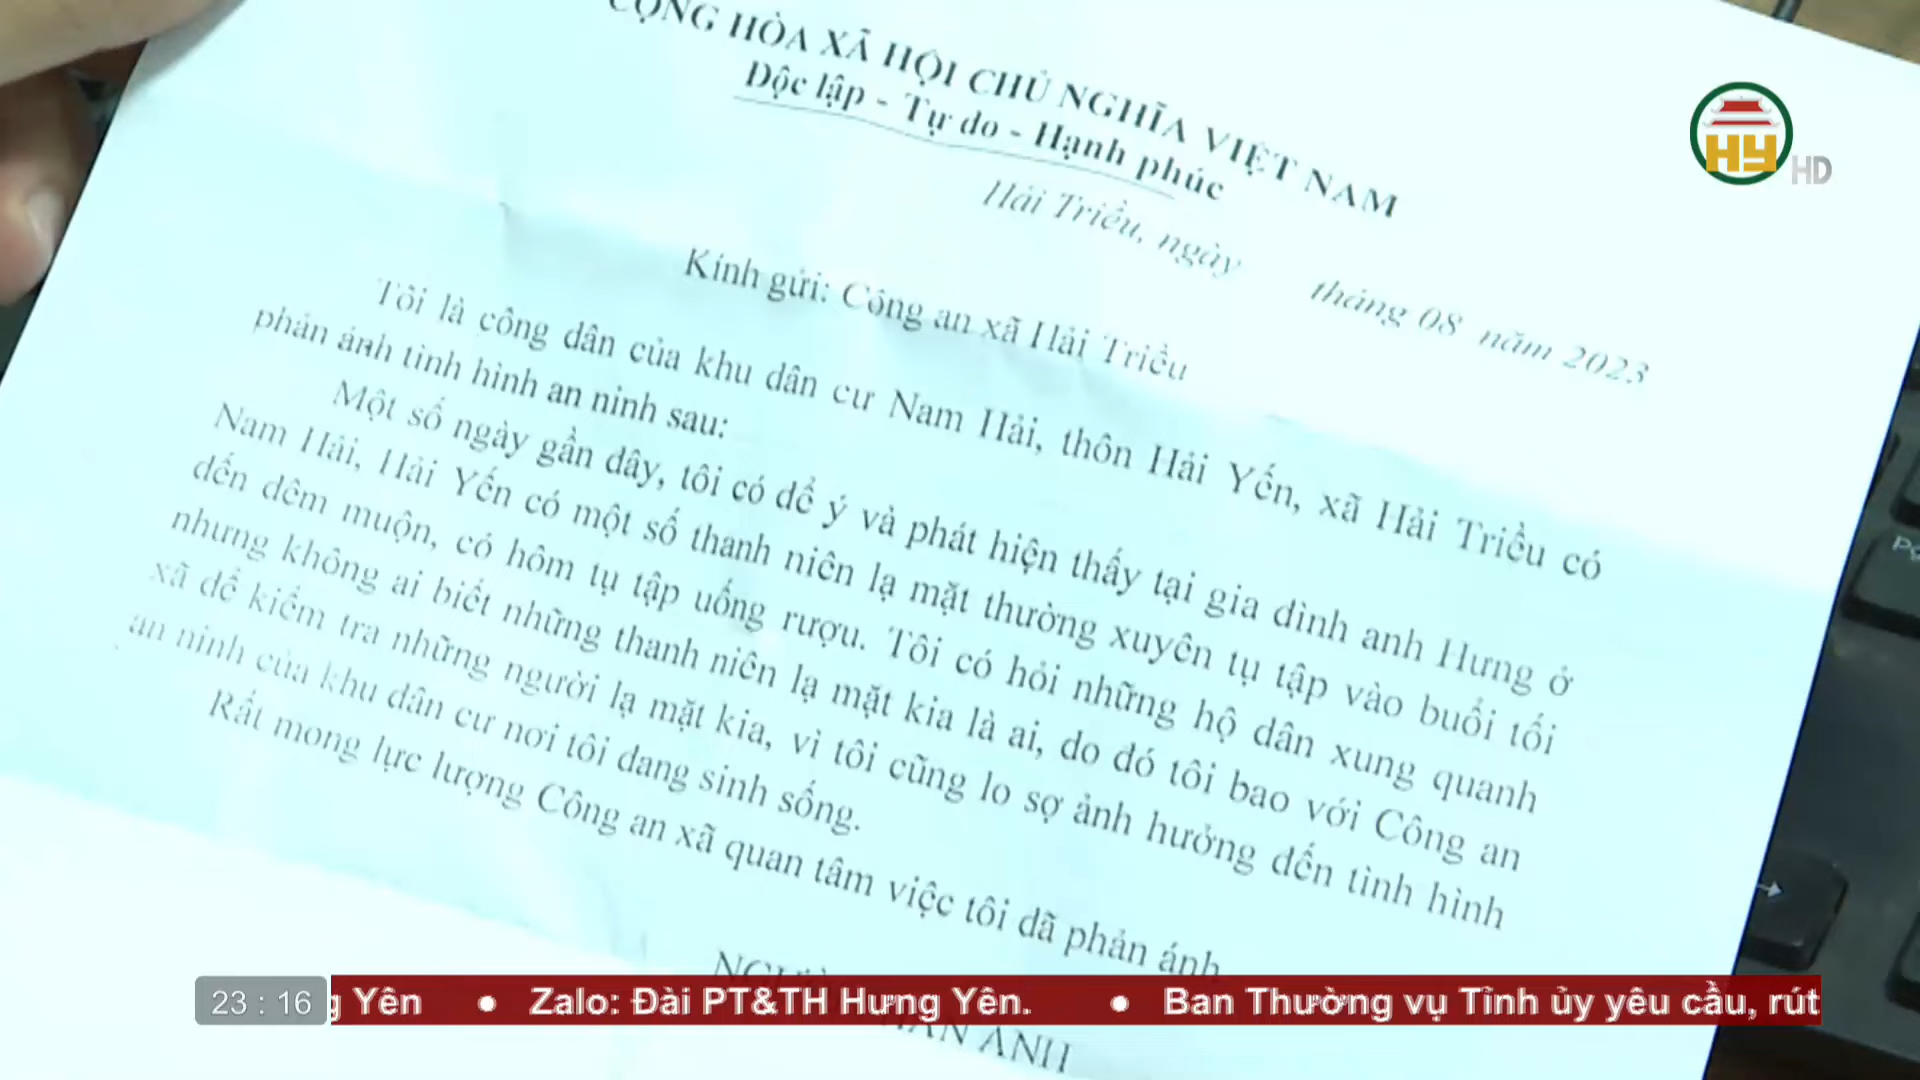 CỘNG HÒA XÃ HỘI CHỦ NGHĨA VIỆT NAM
Độc lập - Tự do - Hạnh phúc
Hải Triều, ngày tháng 08 năm 2023
Kính gửi: Công an xã Hải Triều
Tôi là công dân của khu dân cư Nam Hải, thôn Hải Yến, xã Hải Triều có
phản ánh tình hình an ninh sau:
Một số ngày gần đây, tôi có để ý và phát hiện thấy tại gia đình anh Hưng ở
Nam Hải, Hải Yến có một số thanh niên lạ mặt thường xuyên tụ tập vào buổi tối
đến đêm muộn, có hôm tụ tập uống rượu. Tôi có hỏi những hộ dân xung quanh
nhưng không ai biết những thanh niên lạ mặt kia là ai, do đó tôi bao với Công an
xã để kiểm tra những người lạ mặt kia, vì tôi cũng lo sợ ảnh hưởng đến tình hình
an ninh của khu dân cư nơi tôi đang sinh sống.
Rất mong lực lượng Công an xã quan tâm việc tôi đã phản ánh
ÁNH
HY HD
23 : 16 g Yên • Zalo: Đài PT&TH Hưng Yên. • Ban Thường vụ Tỉnh ủy yêu cầu, rút